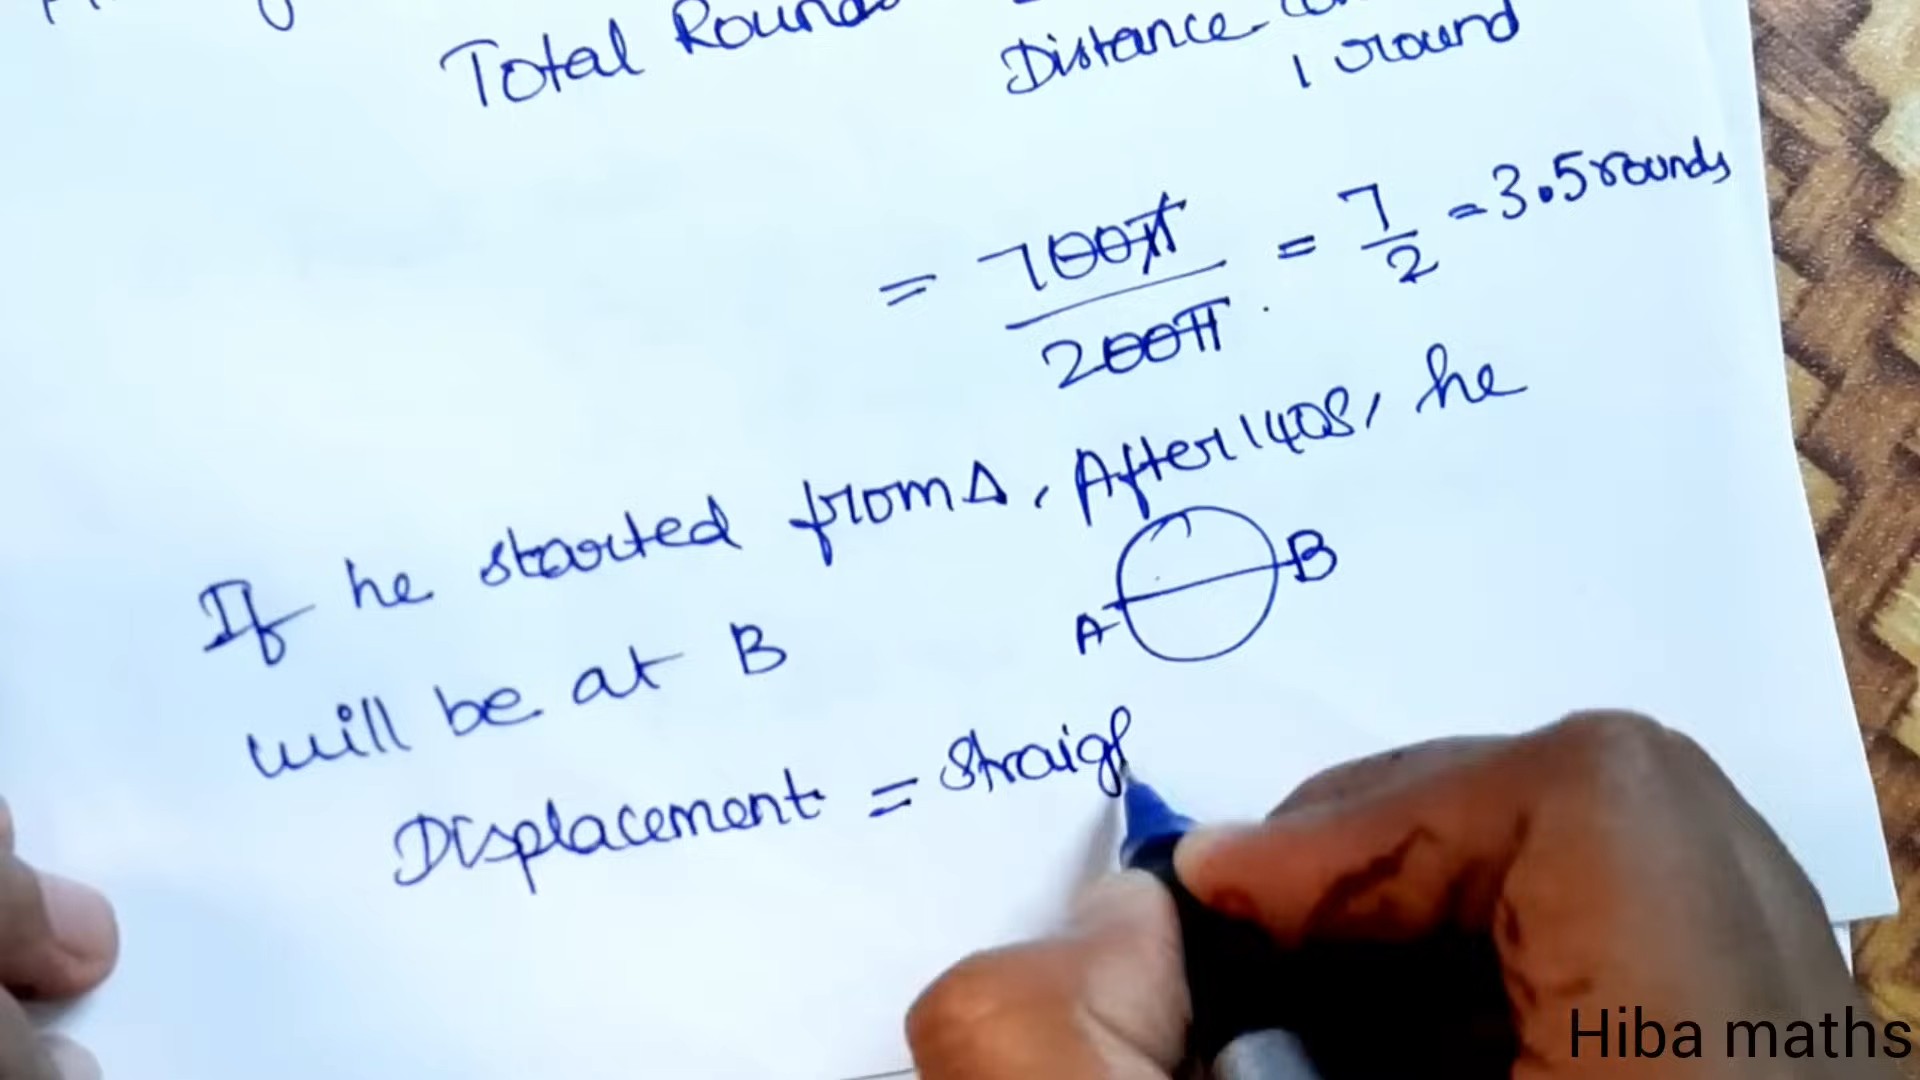 Total Rounds
Distance
1 round
= 700π / 200π = 7/2 = 3.5 rounds
If he started from A, After 140s, he
will be at B
A B
Displacement = Straig
Hiba maths